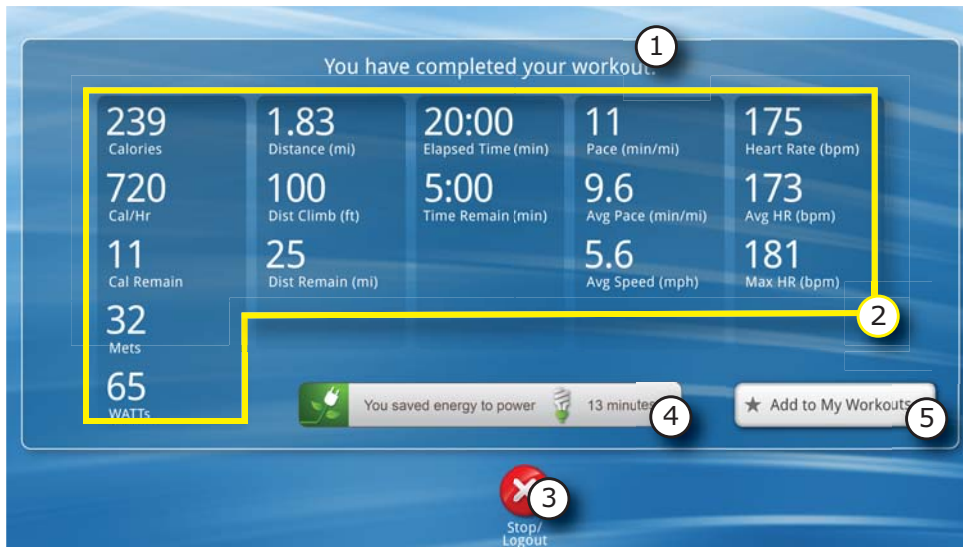 1
You have completed your workout.
239
Calories
1.83
Distance (mi)
20:00
Elapsed Time (min)
11
Pace (min/mi)
175
Heart Rate (bpm)
720
Cal/Hr
100
Dist Climb (ft)
5:00
Time Remain (min)
9.6
Avg Pace (min/mi)
173
Avg HR (bpm)
11
Cal Remain
25
Dist Remain (mi)
5.6
Avg Speed (mph)
181
Max HR (bpm)
2
32
Mets
65
WATTs
You saved energy to power 13 minutes
4
Add to My Workouts
5
3
Stop/
Logout